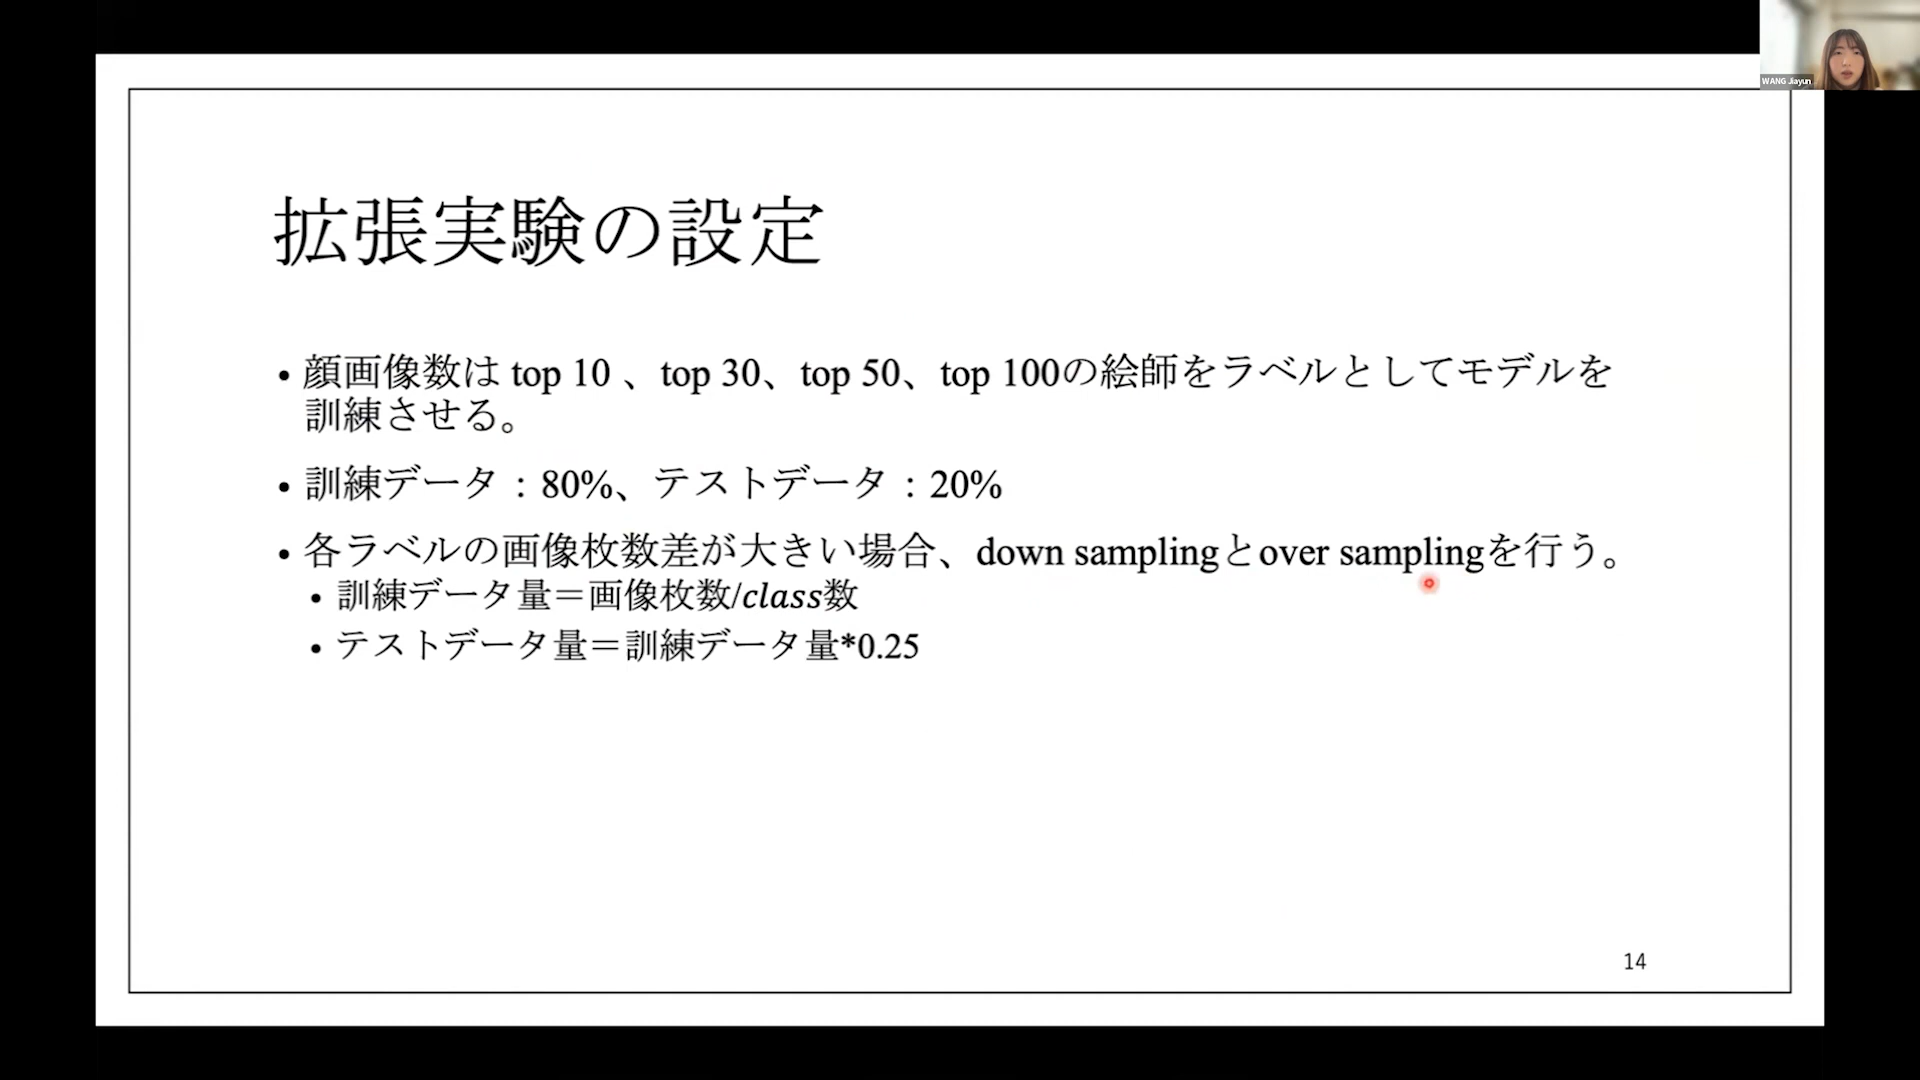 WANG Jiayun
拡張実験の設定
• 顔画像数は top 10 、top 30、top 50、top 100の絵師をラベルとしてモデルを
訓練させる。
• 訓練データ：80%、テストデータ：20%
• 各ラベルの画像枚数差が大きい場合、down samplingとover samplingを行う。
• 訓練データ量＝画像枚数/class数
• テストデータ量＝訓練データ量*0.25
14